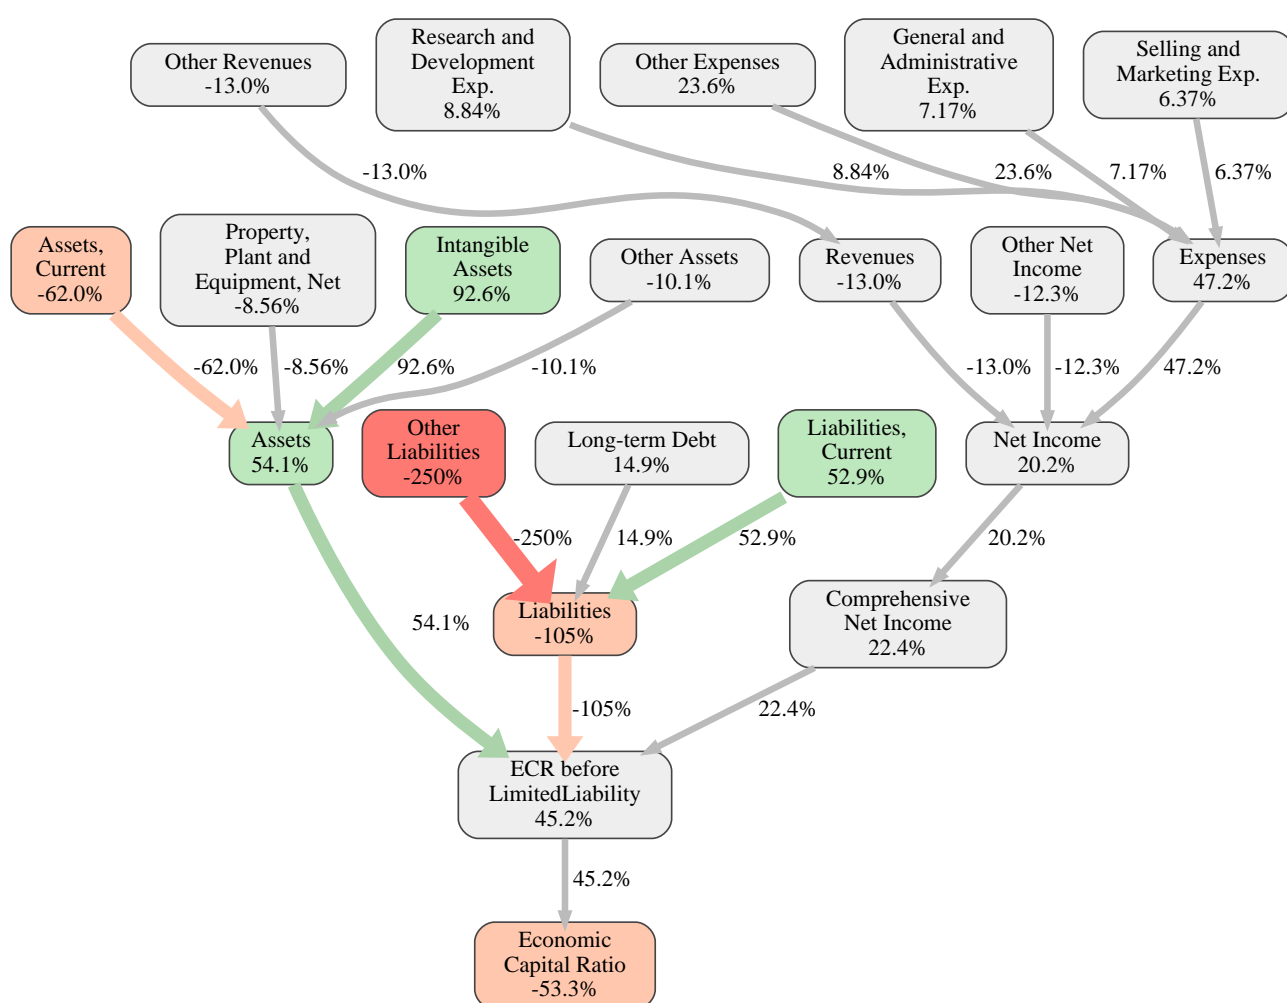 Other Revenues
-13.0%
Research and
Development
Exp.
8.84%
Other Expenses
23.6%
General and
Administrative
Exp.
7.17%
Selling and
Marketing Exp.
6.37%
-13.0%
8.84%
23.6%
7.17%
6.37%
Assets,
Current
-62.0%
Property,
Plant and
Equipment, Net
-8.56%
Intangible
Assets
92.6%
Other Assets
-10.1%
Revenues
-13.0%
Other Net
Income
-12.3%
Expenses
47.2%
-62.0%
-8.56%
92.6%
-10.1%
-13.0%
-12.3%
47.2%
Assets
54.1%
Other
Liabilities
-250%
Long-term Debt
14.9%
Liabilities,
Current
52.9%
Net Income
20.2%
-250%
14.9%
52.9%
20.2%
54.1%
Liabilities
-105%
Comprehensive
Net Income
22.4%
-105%
22.4%
ECR before
LimitedLiability
45.2%
45.2%
Economic
Capital Ratio
-53.3%